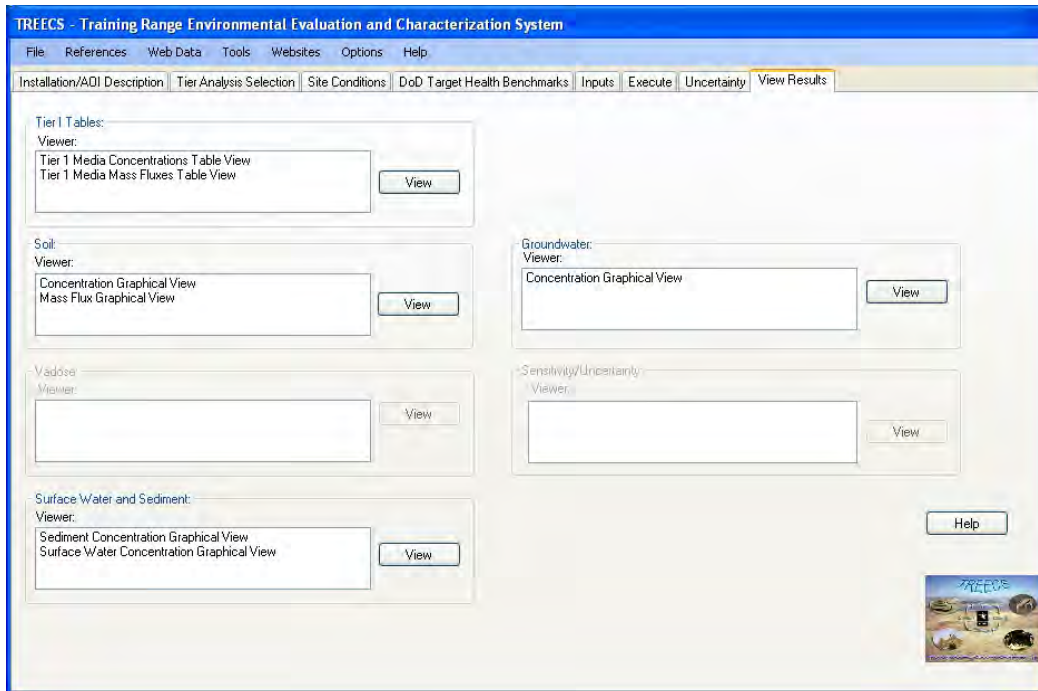 TREECS - Training Range Environmental Evaluation and Characterization System
File References Web Data Tools Websites Options Help
Installation/AOI Description Tier Analysis Selection Site Conditions DoD Target Health Benchmarks Inputs Execute Uncertainty View Results
Tier I Tables:
Viewer:
Tier 1 Media Concentrations Table View
Tier 1 Media Mass Fluxes Table View
View
Soil:
Viewer:
Concentration Graphical View
Mass Flux Graphical View
View
Groundwater:
Viewer:
Concentration Graphical View
View
Vadose
Viewer:
View
Sensitivity/Uncertainty
Viewer:
View
Surface Water and Sediment:
Viewer:
Sediment Concentration Graphical View
Surface Water Concentration Graphical View
View
Help
TREECS